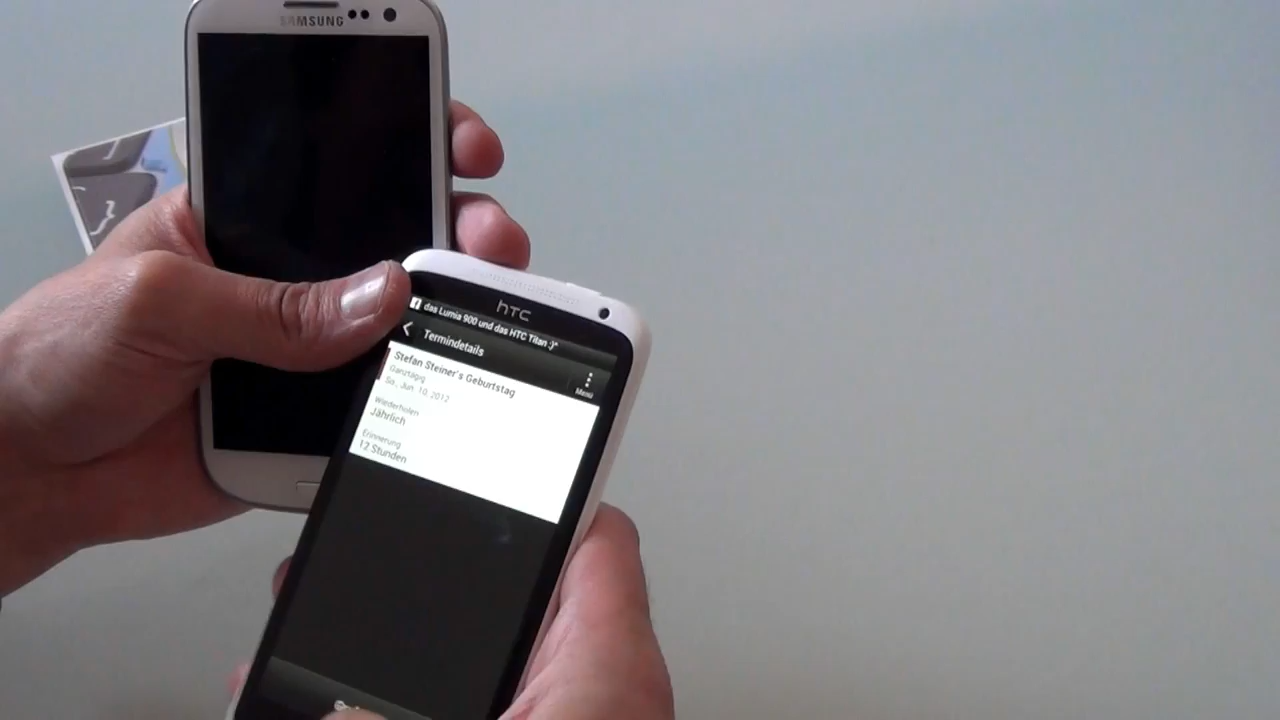 SAMSUNG
hTC
das Lumia 900 und das HTC Titan ;)"
Termindetails
Menü
Stefan Steiner's Geburtstag
Ganztägig
So., Jun. 10, 2012
Wiederholen
Jährlich
Erinnerung
12 Stunden